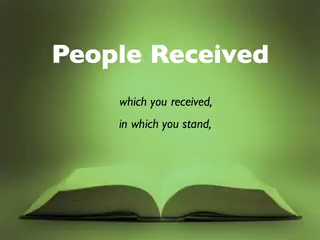 People Received
which you received,
in which you stand,